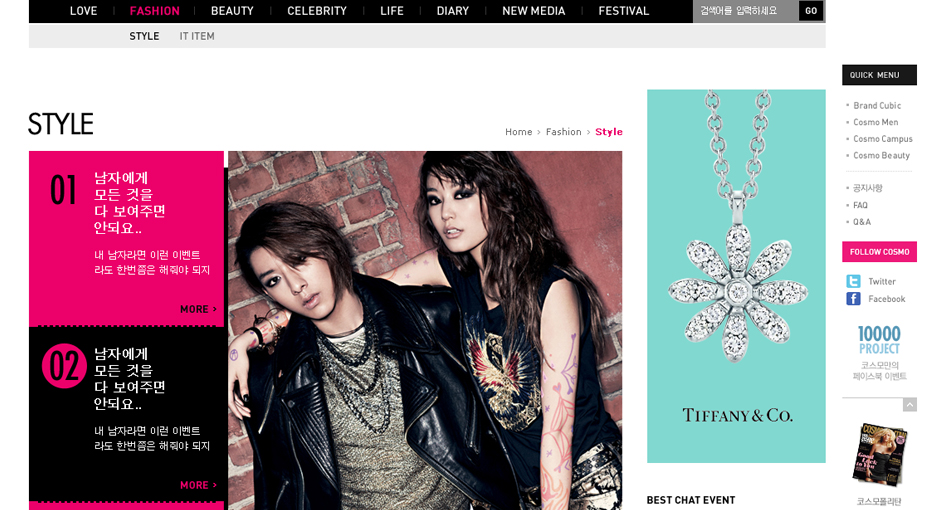 LOVE
FASHION
BEAUTY
CELEBRITY
LIFE
DIARY
NEW MEDIA
FESTIVAL
검색어를 입력하세요
GO
STYLE
IT ITEM
STYLE
Home > Fashion > Style
01
남자에게
모든 것을
다 보여주면
안되요..
내 남자라면 이런 이벤트
라도 한번쯤은 해줘야 되지
MORE >
02
남자에게
모든 것을
다 보여주면
안되요..
내 남자라면 이런 이벤트
라도 한번쯤은 해줘야 되지
MORE >
TIFFANY & CO.
BEST CHAT EVENT
QUICK MENU
Brand Cubic
Cosmo Men
Cosmo Campus
Cosmo Beauty
공지사항
FAQ
Q&A
FOLLOW COSMO
Twitter
Facebook
10000
PROJECT
코스모만의
페이스북 이벤트
코스모폴리탄